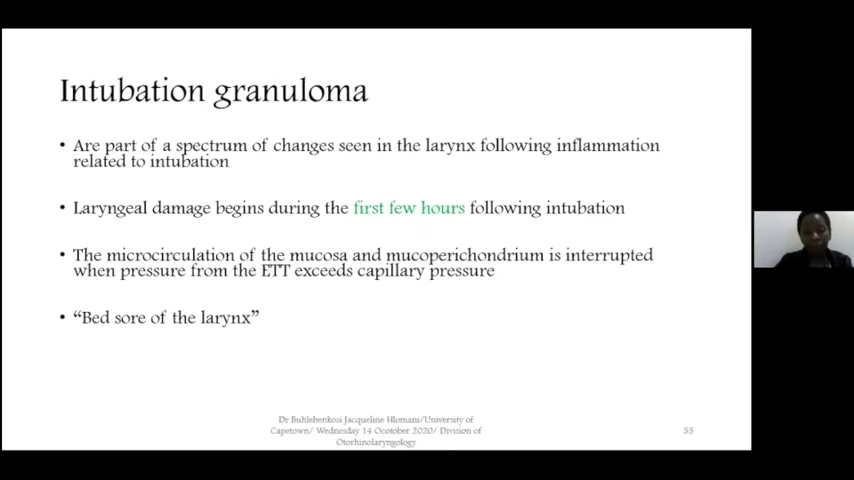 Intubation granuloma
• Are part of a spectrum of changes seen in the larynx following inflammation
related to intubation
• Laryngeal damage begins during the first few hours following intubation
• The microcirculation of the mucosa and mucoperichondrium is interrupted
when pressure from the ETT exceeds capillary pressure
• “Bed sore of the larynx”
Dr Buhlebenkosi Jacqueline Hlomani/University of
Capetown/ Wednesday 14 Ocotober 2020/ Division of
Otorhinolaryngology
55